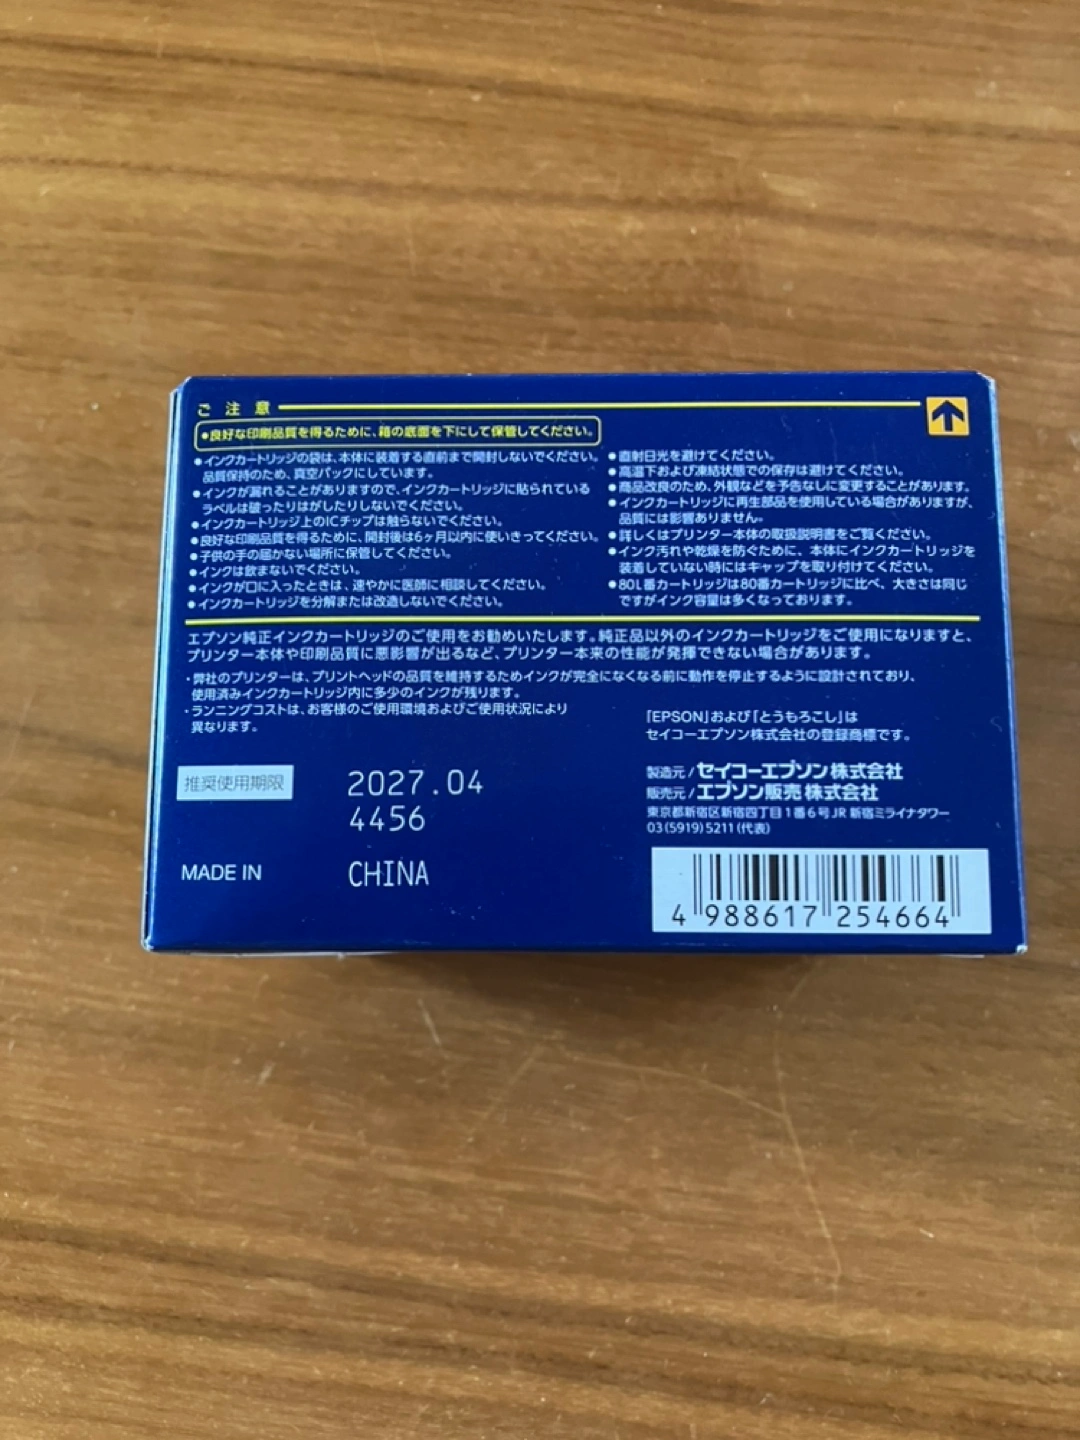 ご注意
●良好な印刷品質を得るために、箱の底面を下にして保管してください。
●インクカートリッジの袋は、本体に装着する直前まで開封しないでください。
品質保持のため、真空パックにしています。
●インクが漏れることがありますので、インクカートリッジに貼られている
ラベルは破ったりはがしたりしないでください。
●インクカートリッジ上のICチップは触らないでください。
●良好な印刷品質を得るために、開封後は6ヶ月以内に使いきってください。
●子供の手の届かない場所に保管してください。
●インクは飲まないでください。
●インクが口に入ったときは、速やかに医師に相談してください。
●インクカートリッジを分解または改造しないでください。
●直射日光を避けてください。
●高温下および凍結状態での保存は避けてください。
●商品改良のため、外観などを予告なしに変更することがあります。
●インクカートリッジに再生部品を使用している場合がありますが、
品質には影響ありません。
●詳しくはプリンター本体の取扱説明書をご覧ください。
●インク汚れや乾燥を防ぐために、本体にインクカートリッジを
装着していない時にはキャップを取り付けてください。
●80L番カートリッジは80番カートリッジに比べ、大きさは同じ
ですがインク容量は多くなっております。
エプソン純正インクカートリッジのご使用をお勧めいたします。純正品以外のインクカートリッジをご使用になりますと、
プリンター本体や印刷品質に悪影響が出るなど、プリンター本来の性能が発揮できない場合があります。
・弊社のプリンターは、プリントヘッドの品質を維持するためインクが完全になくなる前に動作を停止するように設計されており、
使用済みインクカートリッジ内に多少のインクが残ります。
・ランニングコストは、お客様のご使用環境およびご使用状況により
異なります。
「EPSON」および「とうもろこし」は
セイコーエプソン株式会社の登録商標です。
推奨使用期限
2027.04
4456
MADE IN CHINA
製造元/セイコーエプソン株式会社
販売元/エプソン販売株式会社
東京都新宿区新宿四丁目1番6号 JR新宿ミライナタワー
03(5919)5211(代表)
4 988617 254664